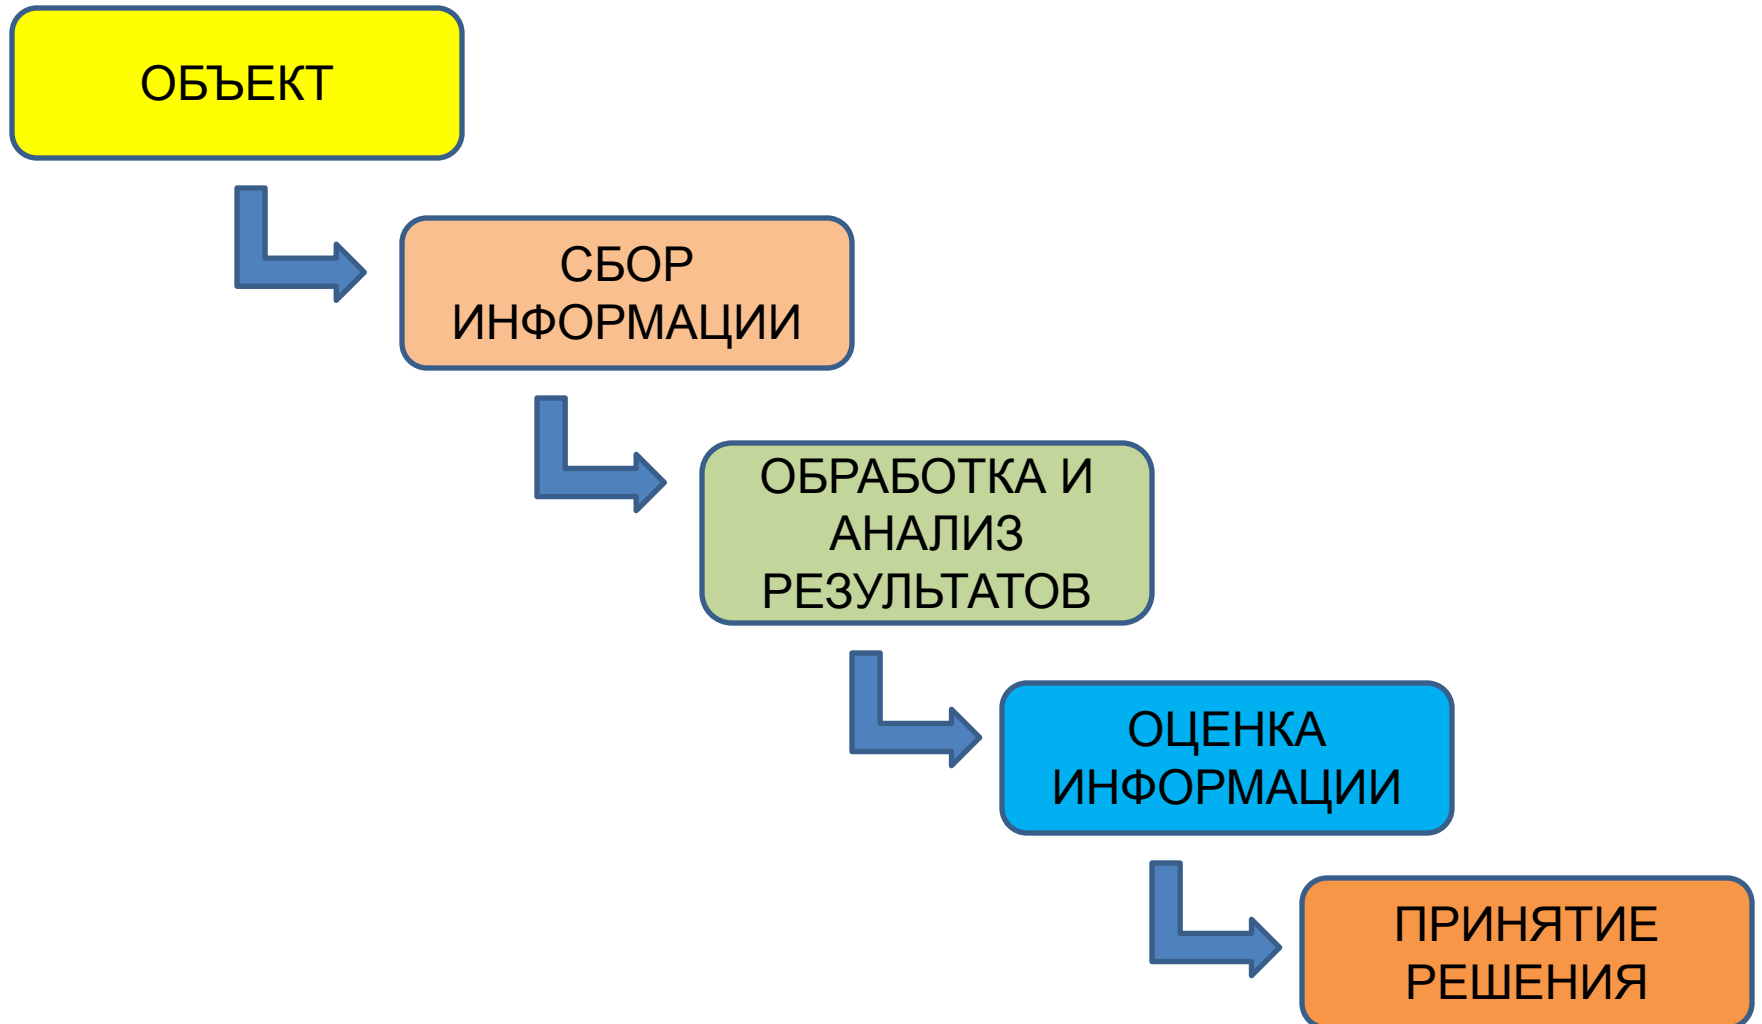 ОБЪЕКТ
СБОР
ИНФОРМАЦИИ
ОБРАБОТКА И
АНАЛИЗ
РЕЗУЛЬТАТОВ
ОЦЕНКА
ИНФОРМАЦИИ
ПРИНЯТИЕ
РЕШЕНИЯ